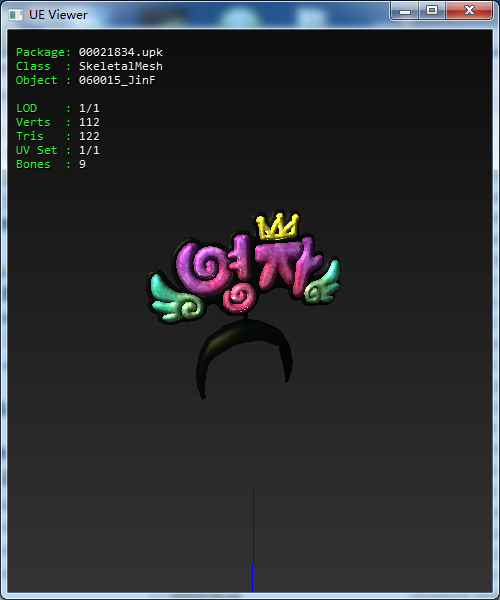 UE Viewer
Package: 00021834.upk
Class : SkeletalMesh
Object : 060015_JinF
LOD : 1/1
Verts : 112
Tris : 122
UV Set : 1/1
Bones : 9
영자